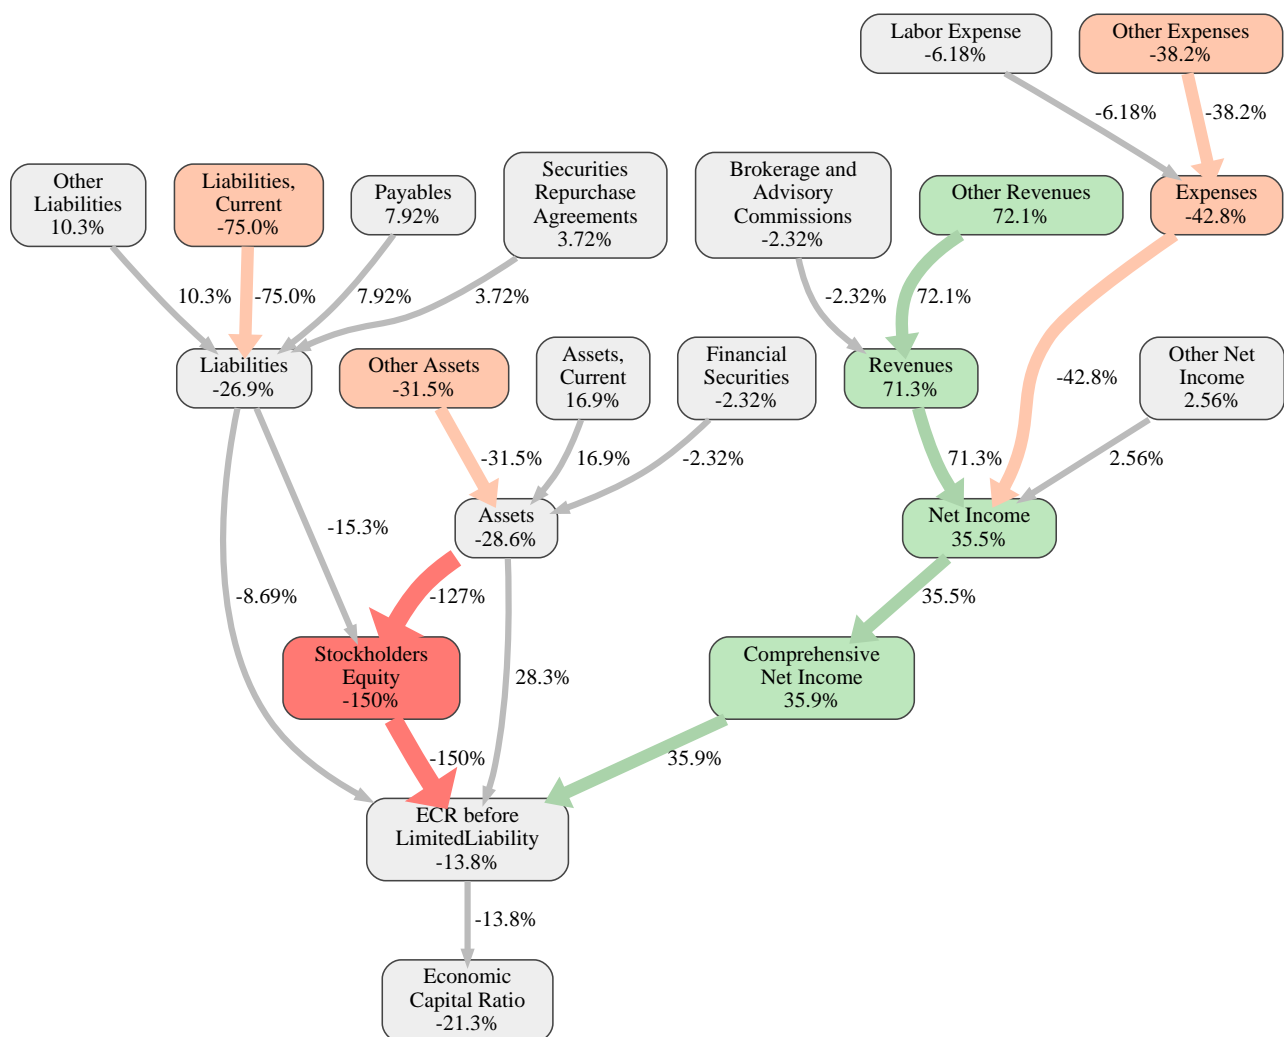 Labor Expense
-6.18%
Other Expenses
-38.2%
-6.18%
-38.2%
Other
Liabilities
10.3%
Liabilities,
Current
-75.0%
Payables
7.92%
Securities
Repurchase
Agreements
3.72%
Brokerage and
Advisory
Commissions
-2.32%
Other Revenues
72.1%
Expenses
-42.8%
10.3%
-75.0%
7.92%
3.72%
-2.32%
72.1%
-42.8%
Liabilities
-26.9%
Other Assets
-31.5%
Assets,
Current
16.9%
Financial
Securities
-2.32%
Revenues
71.3%
Other Net
Income
2.56%
-31.5%
16.9%
-2.32%
71.3%
2.56%
-15.3%
Assets
-28.6%
Net Income
35.5%
-8.69%
-127%
35.5%
28.3%
Stockholders
Equity
-150%
Comprehensive
Net Income
35.9%
-150%
35.9%
ECR before
LimitedLiability
-13.8%
-13.8%
Economic
Capital Ratio
-21.3%